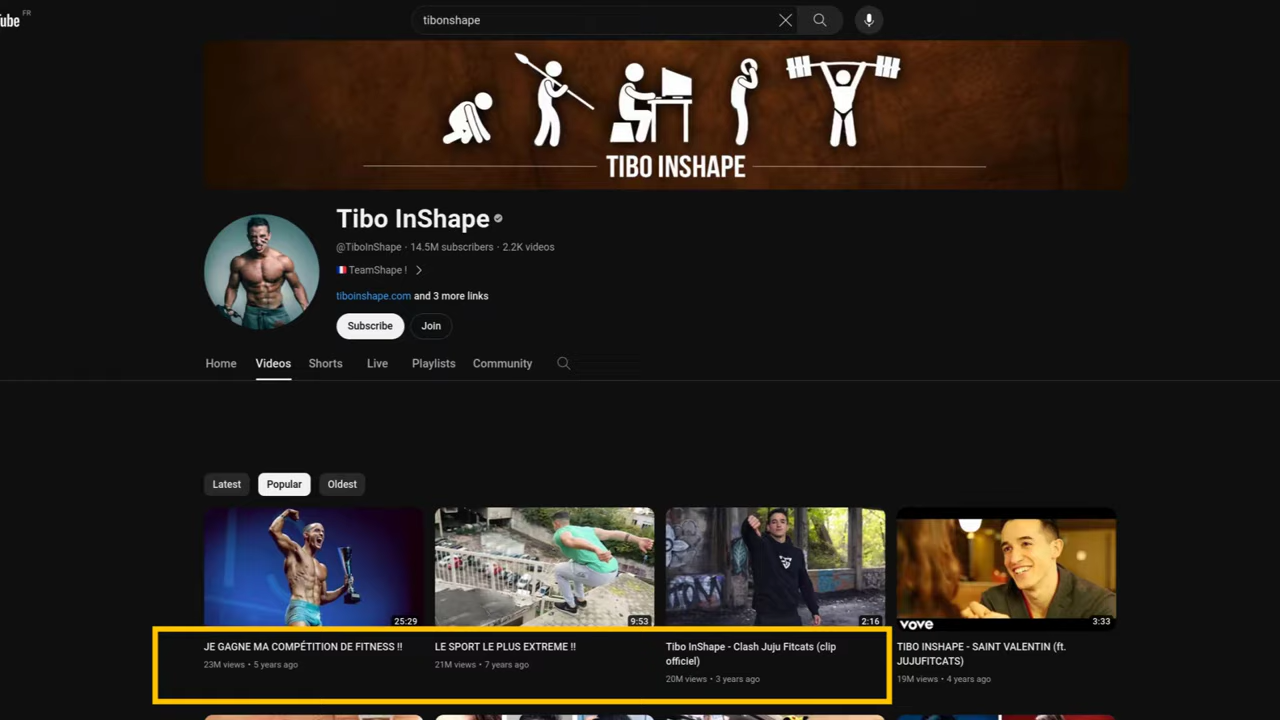 Tube FR
tibonshape
TIBO INSHAPE
Tibo InShape
@TiboInShape · 14.5M subscribers · 2.2K videos
TeamShape !
tiboinshape.com and 3 more links
Subscribe Join
Home Videos Shorts Live Playlists Community
Latest Popular Oldest
25:29 9:53 2:16 3:33
vevo
JE GAGNE MA COMPÉTITION DE FITNESS !!
23M views • 5 years ago
LE SPORT LE PLUS EXTREME !!
21M views • 7 years ago
Tibo InShape - Clash Juju Fitcats (clip
officiel)
20M views • 3 years ago
TIBO INSHAPE - SAINT VALENTIN (ft.
JUJUFITCATS)
19M views • 4 years ago